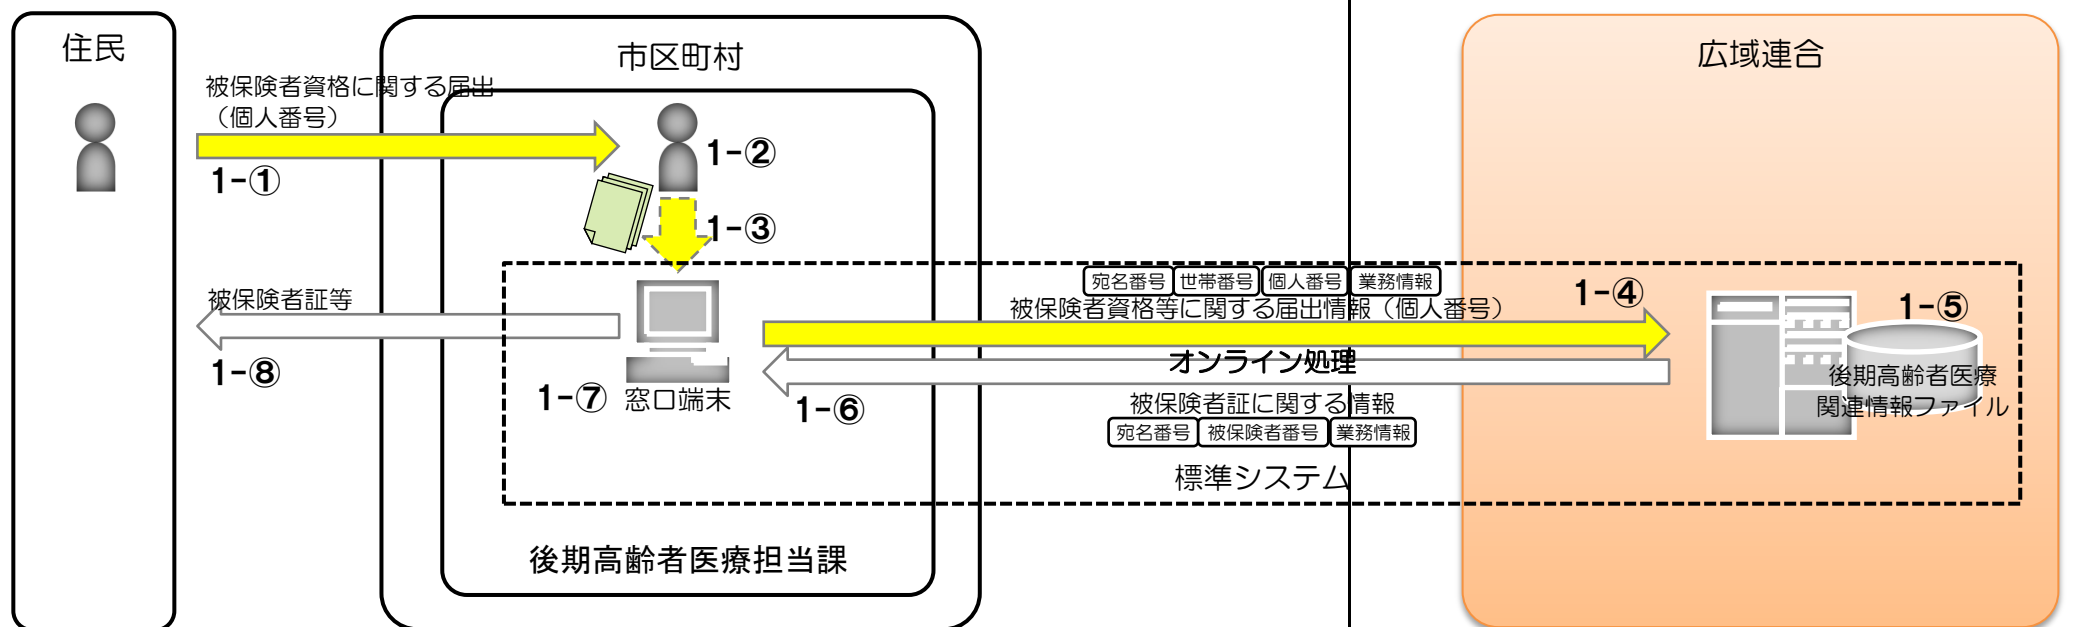 住民
市区町村
広域連合
被保険者資格に関する届出
（個人番号）
1-①
1-②
1-③
宛名番号 世帯番号 個人番号 業務情報
被保険者資格等に関する届出情報（個人番号）
1-④
1-⑤
被保険者証等
オンライン処理
1-⑧
1-⑦
窓口端末
1-⑥
被保険者証に関する情報
宛名番号 被保険者番号 業務情報
後期高齢者医療
関連情報ファイル
標準システム
後期高齢者医療担当課